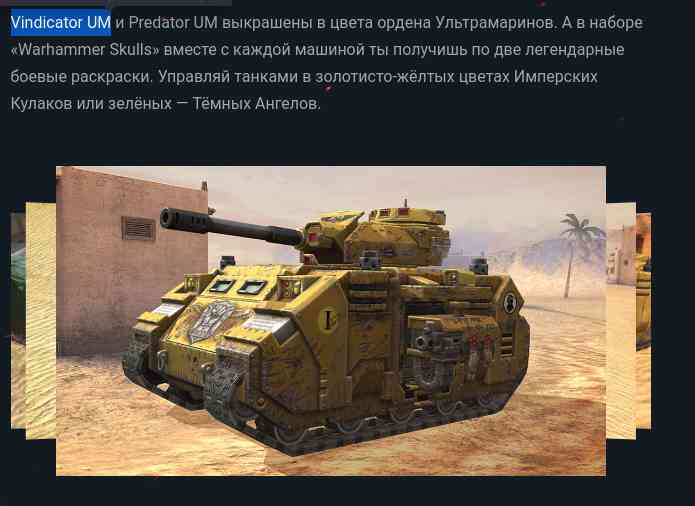 Vindicator UM и Predator UM выкрашены в цвета ордена Ультрамаринов. А в наборе
«Warhammer Skulls» вместе с каждой машиной ты получишь по две легендарные
боевые раскраски. Управляй танками в золотисто-жёлтых цветах Имперских
Кулаков или зелёных — Тёмных Ангелов.
I